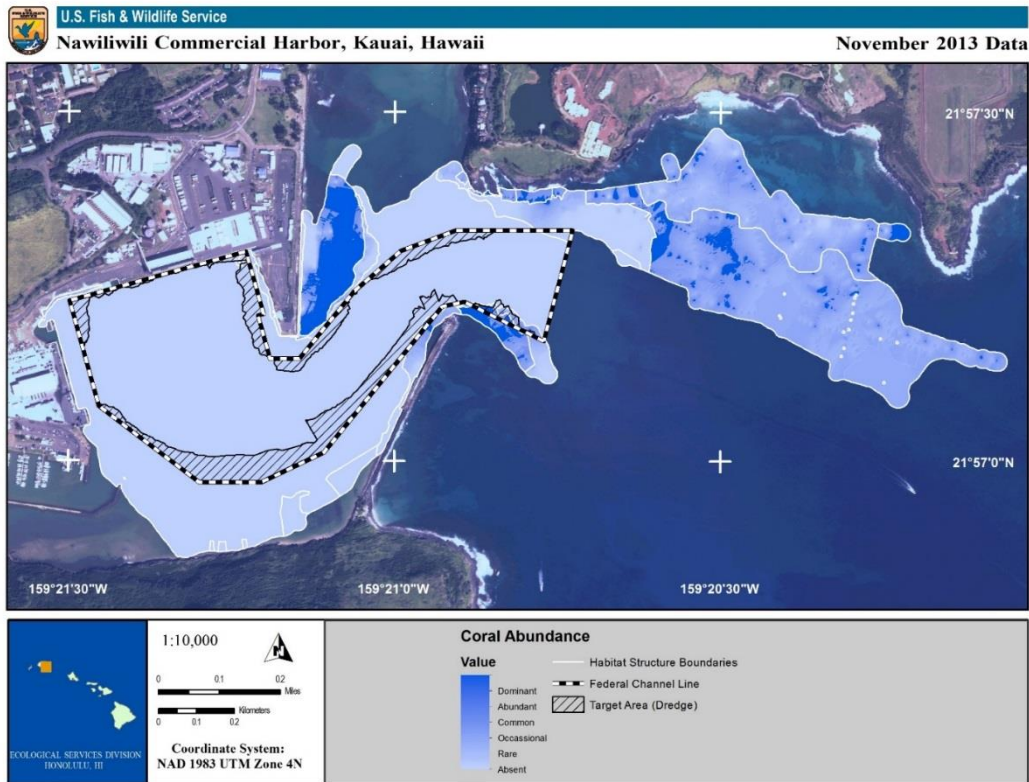 U.S. Fish & Wildlife Service
Nawiliwili Commercial Harbor, Kauai, Hawaii
November 2013 Data
21°57'30"N
21°57'0"N
159°21'30"W
159°21'0"W
159°20'30"W
ECOLOGICAL SERVICES DIVISION
HONOLULU, HI
1:10,000
N
0 0.1 0.2
Miles
Kilometers
0 0.1 0.2
Coordinate System:
NAD 1983 UTM Zone 4N
Coral Abundance
Value
Dominant
Abundant
Common
Occassional
Rare
Absent
Habitat Structure Boundaries
Federal Channel Line
Target Area (Dredge)